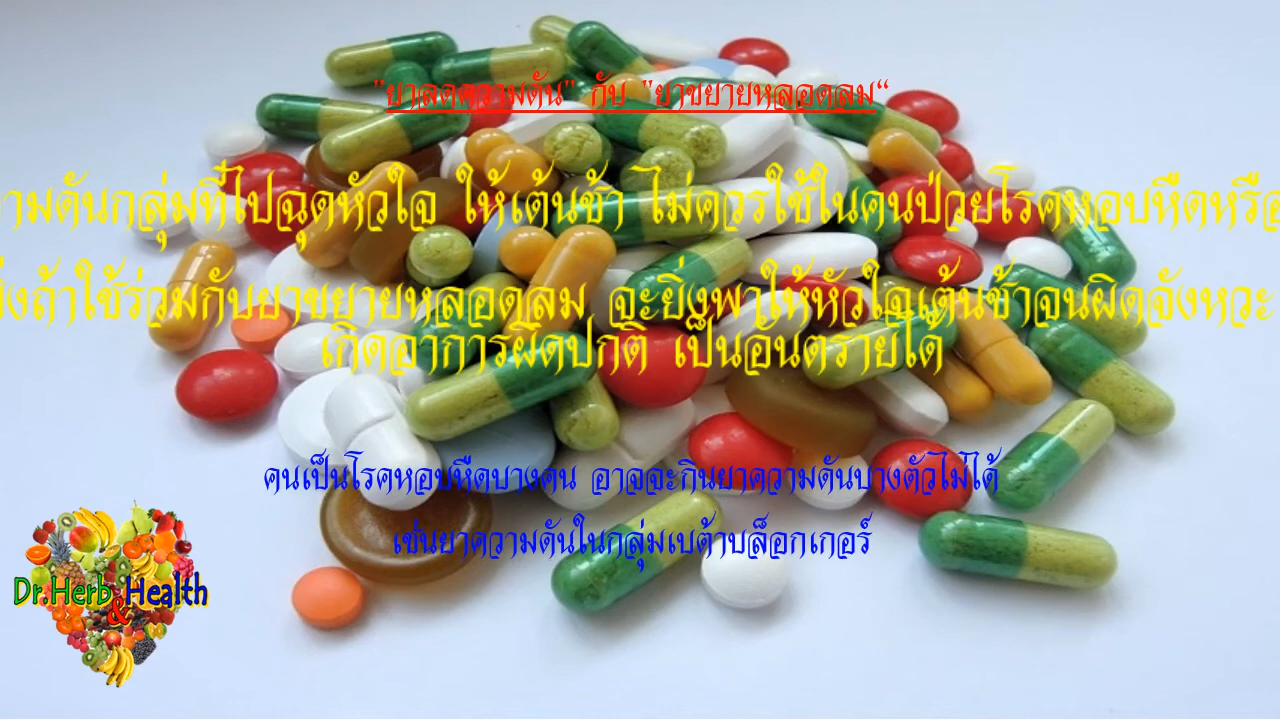 "ยาลดความดัน" กับ "ยาขยายหลอดลม“
ามดันกลุ่มที่ไปฉุดหัวใจ ให้เต้นช้า ไม่ควรใช้ในคนป่วยโรคหอบหืดหรือ
ถ้าใช้ร่วมกับยาขยายหลอดลม จะยิ่งพาให้หัวใจเต้นช้าจนผิดจังหวะ
เกิดอาการผิดปกติ เป็นอันตรายได้
คนเป็นโรคหอบหืดบางคน อาจจะกินยาความดันบางตัวไม่ได้
เช่นยาความดันในกลุ่มเบต้าบล็อกเกอร์
Dr.Herb & Health